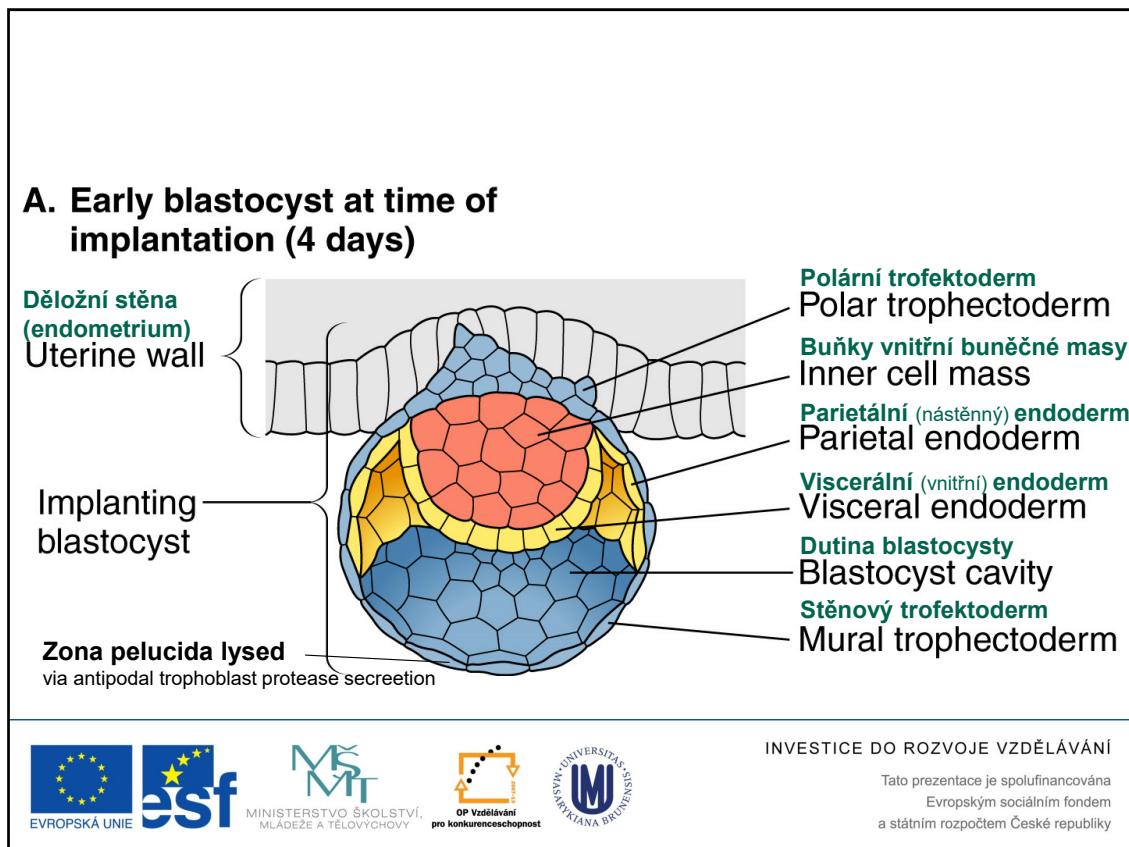 A. Early blastocyst at time of
implantation (4 days)
Děložní stěna
(endometrium)
Uterine wall
Implanting
blastocyst
Zona pelucida lysed
via antipodal trophoblast protease secreetion
Polární trofektoderm
Polar trophectoderm
Buňky vnitřní buněčné masy
Inner cell mass
Parietální (nástěnný) endoderm
Parietal endoderm
Viscerální (vnitřní) endoderm
Visceral endoderm
Dutina blastocysty
Blastocyst cavity
Stěnový trofektoderm
Mural trophectoderm
EVROPSKÁ UNIE
esf
MŠMT
MINISTERSTVO ŠKOLSTVÍ,
MLÁDEŽE A TĚLOVÝCHOVY
2007-13
OP Vzdělávání
pro konkurenceschopnost
UNIVERSITAS MASARYKIANA BRUNENSIS
INVESTICE DO ROZVOJE VZDĚLÁVÁNÍ
Tato prezentace je spolufinancována
Evropským sociálním fondem
a státním rozpočtem České republiky